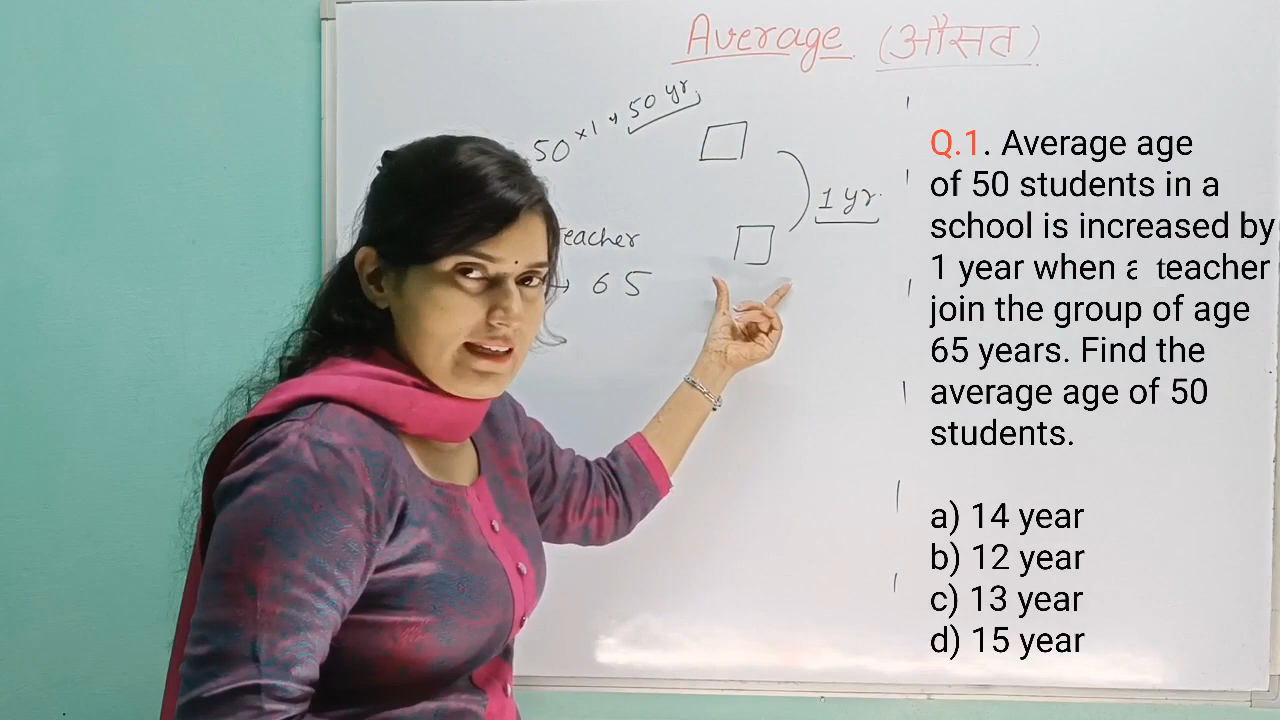 Average (औसत)
50 x1 → 50 yr
1 yr.
eacher
→ 65
Q.1. Average age
of 50 students in a
school is increased by
1 year when a teacher
join the group of age
65 years. Find the
average age of 50
students.
a) 14 year
b) 12 year
c) 13 year
d) 15 year